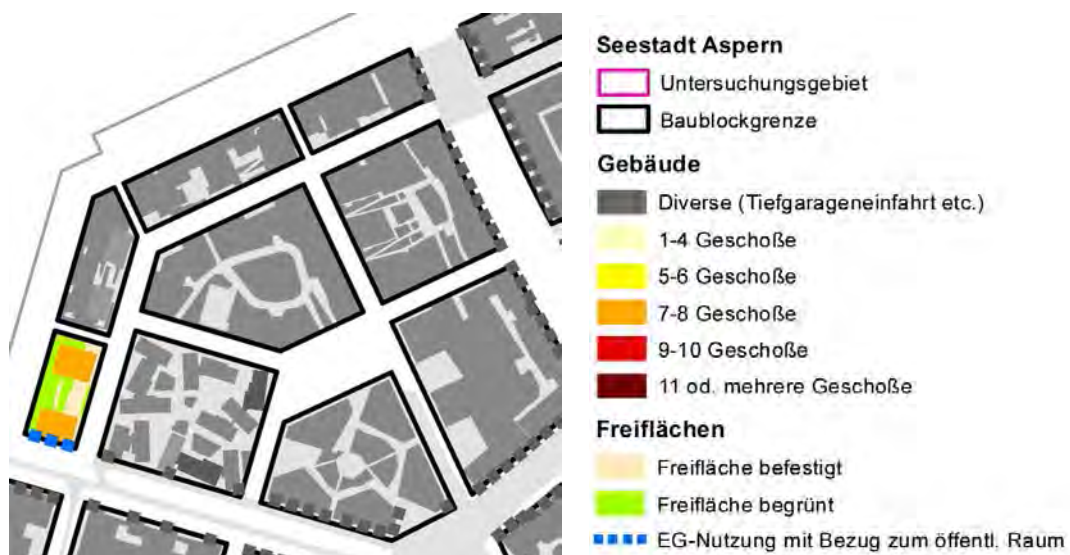 Seestadt Aspern
Untersuchungsgebiet
Baublockgrenze
Gebäude
Diverse (Tiefgarageneinfahrt etc.)
1-4 Geschoße
5-6 Geschoße
7-8 Geschoße
9-10 Geschoße
11 od. mehrere Geschoße
Freiflächen
Freifläche befestigt
Freifläche begrünt
EG-Nutzung mit Bezug zum öffentl. Raum